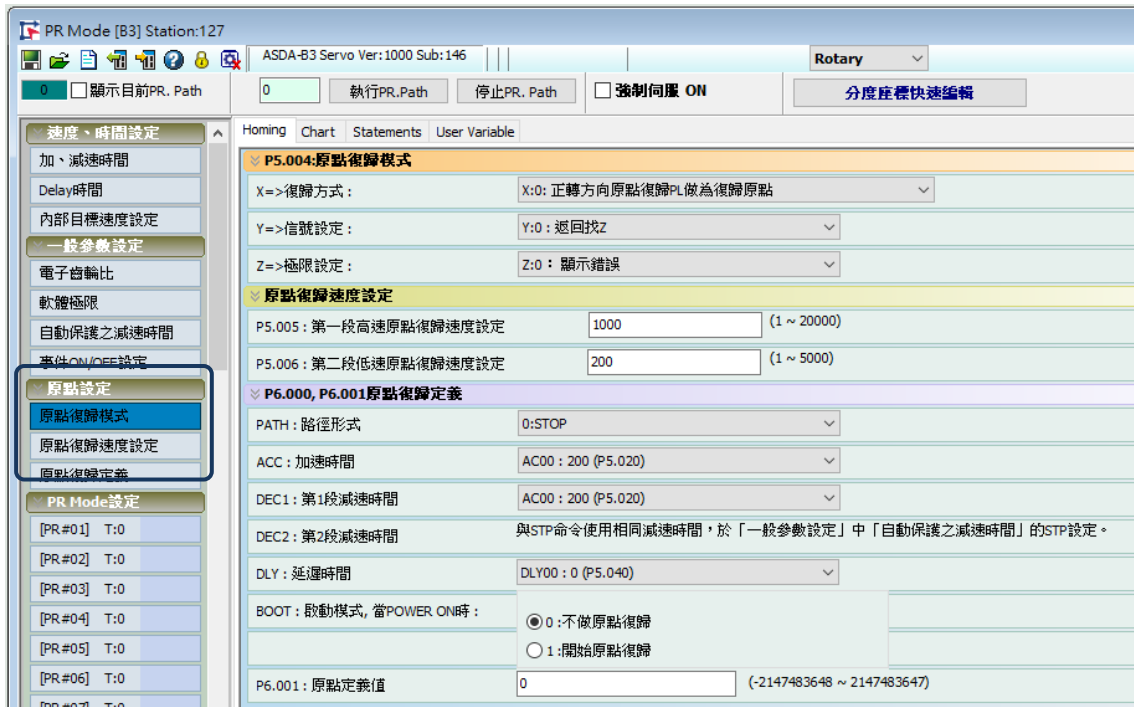 PR Mode [B3] Station:127
ASDA-B3 Servo Ver:1000 Sub:146
Rotary
0 顯示目前PR. Path 0 執行PR.Path 停止PR. Path 強制伺服 ON 分度座標快速編輯
速度、時間設定
加、減速時間
Delay時間
內部目標速度設定
一般參數設定
電子齒輪比
軟體極限
自動保護之減速時間
事件ON/OFF設定
原點設定
原點復歸模式
原點復歸速度設定
原點復歸定義
PR Mode設定
[PR#01] T:0
[PR#02] T:0
[PR#03] T:0
[PR#04] T:0
[PR#05] T:0
[PR#06] T:0
[PR#07] T:0
Homing Chart Statements User Variable
P5.004:原點復歸模式
X=>復歸方式 : X:0: 正轉方向原點復歸PL做為復歸原點
Y=>信號設定 : Y:0 : 返回找Z
Z=>極限設定 : Z:0 : 顯示錯誤
原點復歸速度設定
P5.005 : 第一段高速原點復歸速度設定 1000 (1 ~ 20000)
P5.006 : 第二段低速原點復歸速度設定 200 (1 ~ 5000)
P6.000, P6.001原點復歸定義
PATH : 路徑形式 0:STOP
ACC : 加速時間 AC00 : 200 (P5.020)
DEC1 : 第1段減速時間 AC00 : 200 (P5.020)
DEC2 : 第2段減速時間 與STP命令使用相同減速時間，於「一般參數設定」中「自動保護之減速時間」的STP設定。
DLY : 延遲時間 DLY00 : 0 (P5.040)
BOOT : 啟動模式, 當POWER ON時 : 0 :不做原點復歸
1 :開始原點復歸
P6.001 : 原點定義值 0 (-2147483648 ~ 2147483647)